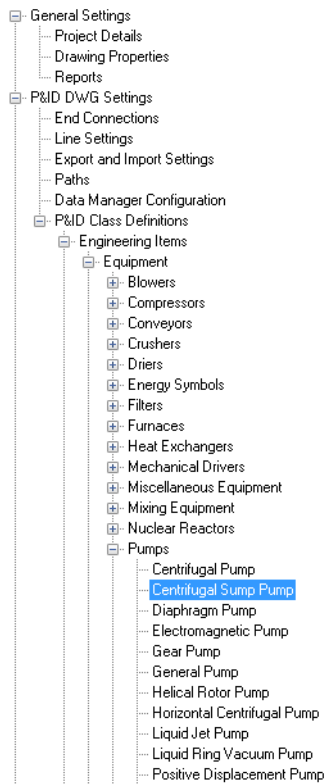 General Settings
Project Details
Drawing Properties
Reports
P&ID DWG Settings
End Connections
Line Settings
Export and Import Settings
Paths
Data Manager Configuration
P&ID Class Definitions
Engineering Items
Equipment
Blowers
Compressors
Conveyors
Crushers
Driers
Energy Symbols
Filters
Furnaces
Heat Exchangers
Mechanical Drivers
Miscellaneous Equipment
Mixing Equipment
Nuclear Reactors
Pumps
Centrifugal Pump
Centrifugal Sump Pump
Diaphragm Pump
Electromagnetic Pump
Gear Pump
General Pump
Helical Rotor Pump
Horizontal Centrifugal Pump
Liquid Jet Pump
Liquid Ring Vacuum Pump
Positive Displacement Pump